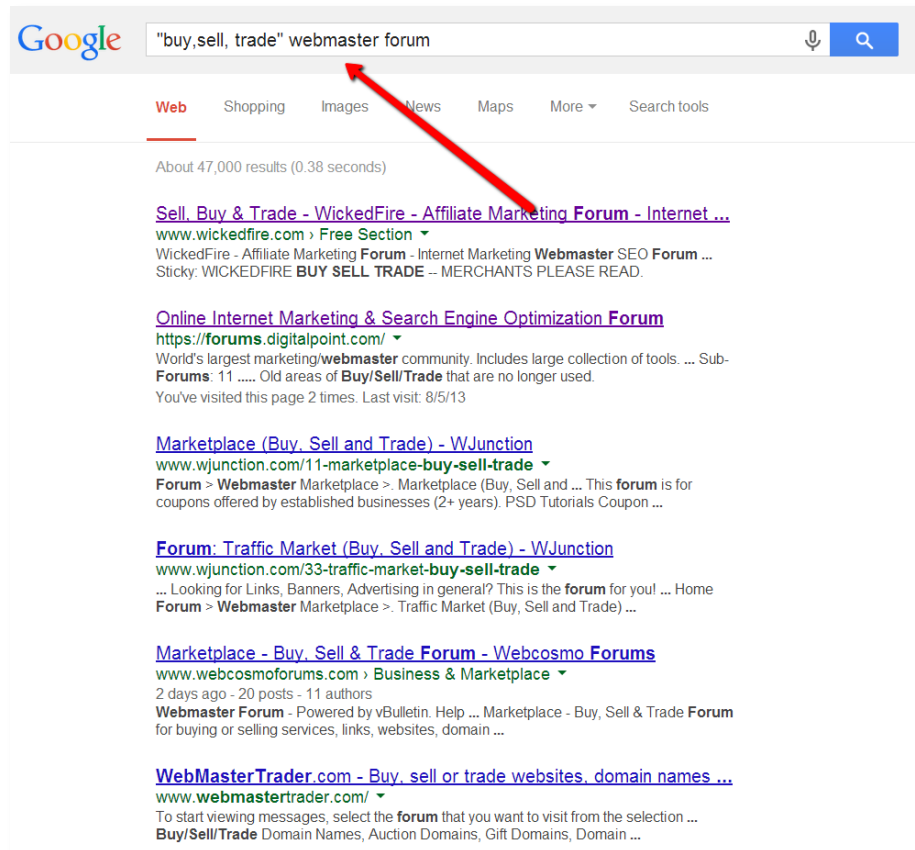 Google "buy,sell, trade" webmaster forum
Web Shopping Images News Maps More Search tools
About 47,000 results (0.38 seconds)
Sell, Buy & Trade - WickedFire - Affiliate Marketing Forum - Internet ...
www.wickedfire.com › Free Section
WickedFire - Affiliate Marketing Forum - Internet Marketing Webmaster SEO Forum ...
Sticky: WICKEDFIRE BUY SELL TRADE -- MERCHANTS PLEASE READ.
Online Internet Marketing & Search Engine Optimization Forum
https://forums.digitalpoint.com/
World's largest marketing/webmaster community. Includes large collection of tools. ... Sub-
Forums: 11 ..... Old areas of Buy/Sell/Trade that are no longer used.
You've visited this page 2 times. Last visit: 8/5/13
Marketplace (Buy, Sell and Trade) - WJunction
www.wjunction.com/11-marketplace-buy-sell-trade
Forum > Webmaster Marketplace >. Marketplace (Buy, Sell and ... This forum is for
coupons offered by established businesses (2+ years). PSD Tutorials Coupon ...
Forum: Traffic Market (Buy, Sell and Trade) - WJunction
www.wjunction.com/33-traffic-market-buy-sell-trade
... Looking for Links, Banners, Advertising in general? This is the forum for you! ... Home
Forum > Webmaster Marketplace >. Traffic Market (Buy, Sell and Trade) ...
Marketplace - Buy, Sell & Trade Forum - Webcosmo Forums
www.webcosmoforums.com › Business & Marketplace
2 days ago - 20 posts - 11 authors
Webmaster Forum - Powered by vBulletin. Help ... Marketplace - Buy, Sell & Trade Forum
for buying or selling services, links, websites, domain ...
WebMasterTrader.com - Buy, sell or trade websites, domain names ...
www.webmastertrader.com/
To start viewing messages, select the forum that you want to visit from the selection ...
Buy/Sell/Trade Domain Names, Auction Domains, Gift Domains, Domain ...